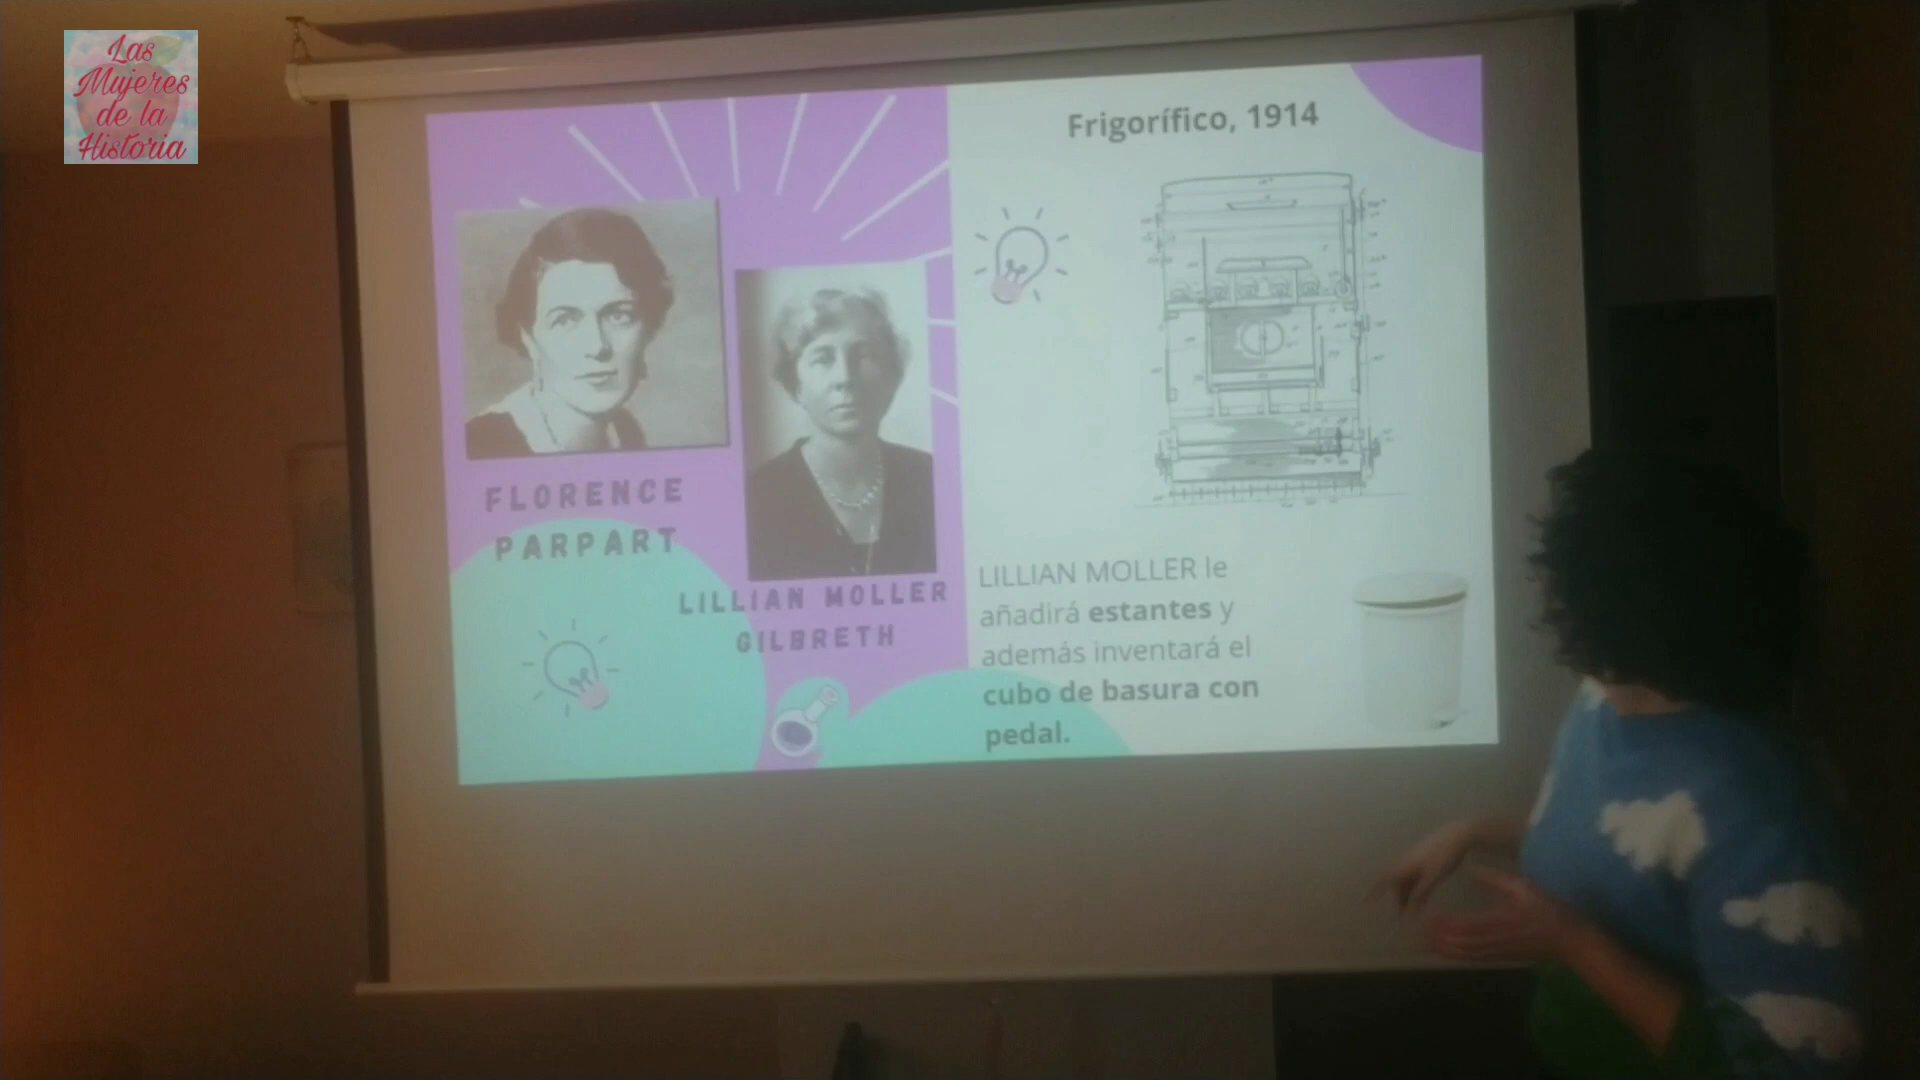 Las
Mujeres
de la
Historia
FLORENCE
PARPART
LILLIAN MOLLER
GILBRETH
Frigorífico, 1914
LILLIAN MOLLER le
añadirá estantes y
además inventará el
cubo de basura con
pedal.